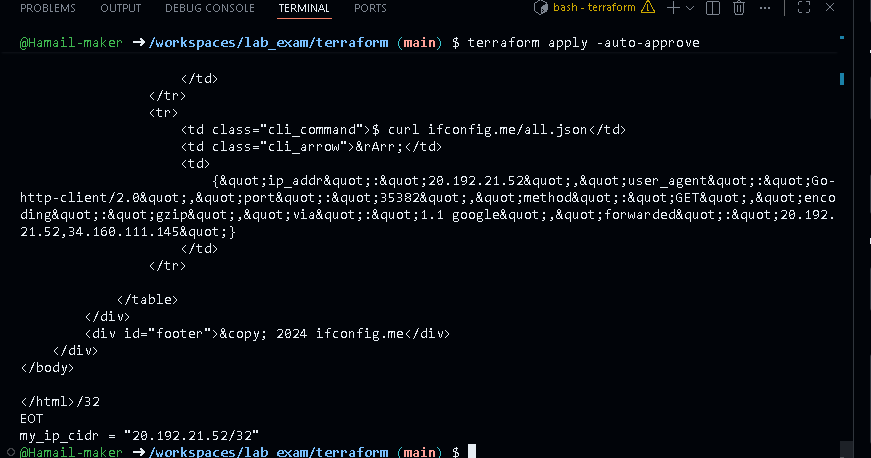 PROBLEMS OUTPUT DEBUG CONSOLE TERMINAL PORTS bash - terraform
@Hamail-maker ➜ /workspaces/lab_exam/terraform (main) $ terraform apply -auto-approve
</td>
</tr>
<tr>
<td class="cli_command">$ curl ifconfig.me/all.json</td>
<td class="cli_arrow">&rArr;</td>
<td>
{&quot;ip_addr&quot;:&quot;20.192.21.52&quot;,&quot;user_agent&quot;:&quot;Go-
http-client/2.0&quot;,&quot;port&quot;:&quot;35382&quot;,&quot;method&quot;:&quot;GET&quot;,&quot;enco
ding&quot;:&quot;gzip&quot;,&quot;via&quot;:&quot;1.1 google&quot;,&quot;forwarded&quot;:&quot;20.192.
21.52,34.160.111.145&quot;}
</td>
</tr>
</table>
</div>
<div id="footer">&copy; 2024 ifconfig.me</div>
</div>
</body>
</html>/32
EOT
my_ip_cidr = "20.192.21.52/32"
@Hamail-maker ➜ /workspaces/lab_exam/terraform (main) $